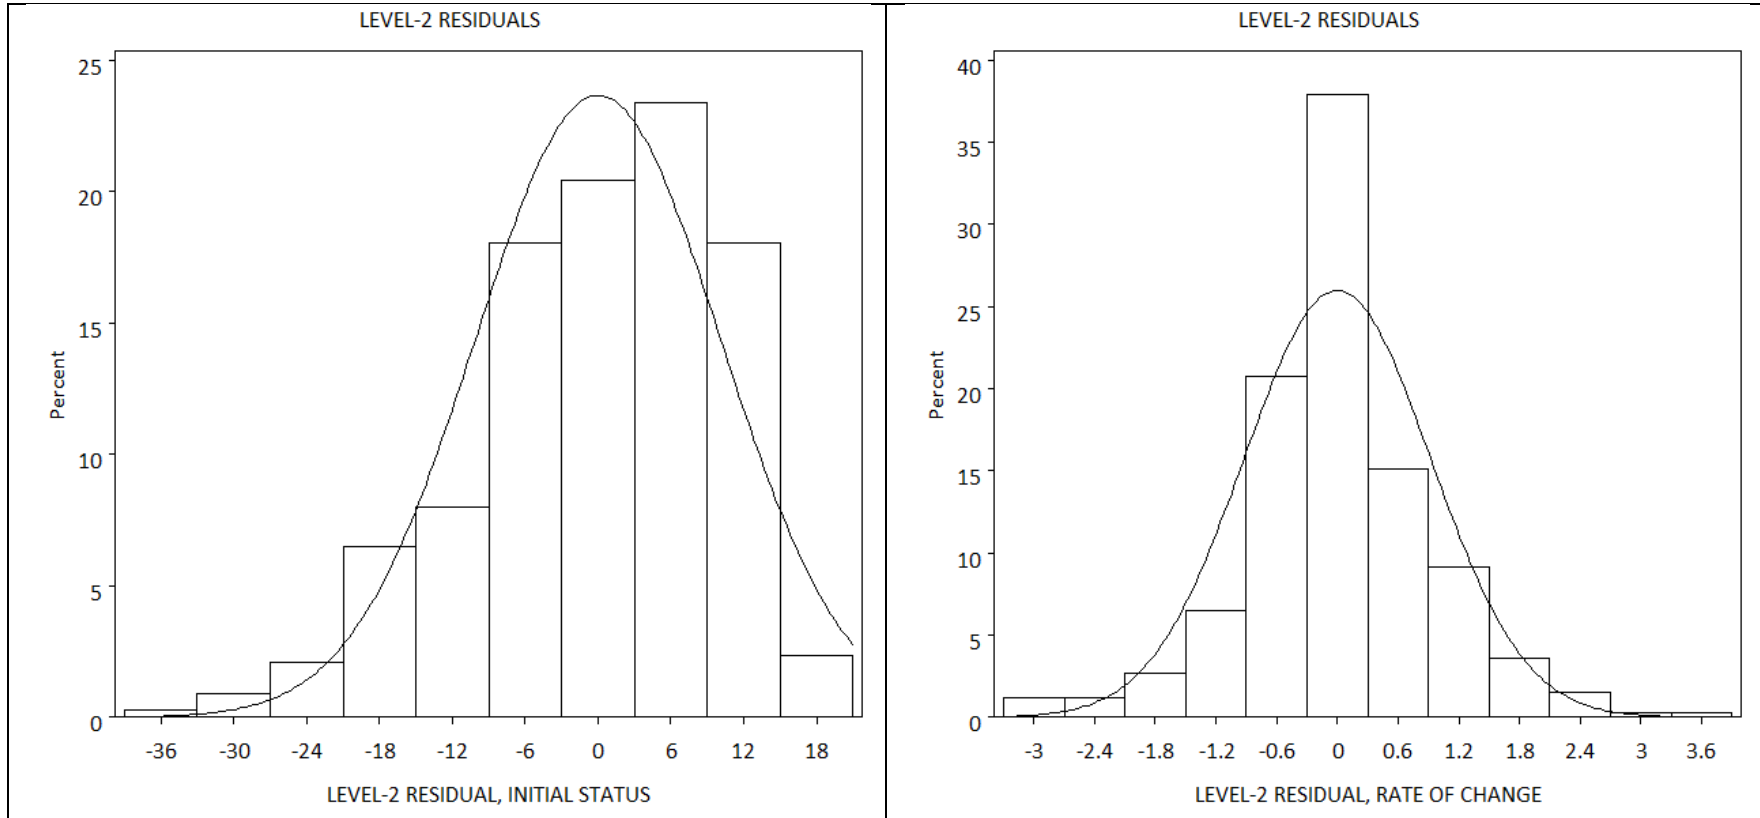 LEVEL-2 RESIDUALS
25
20
15
10
5
0
Percent
-36 -30 -24 -18 -12 -6 0 6 12 18
LEVEL-2 RESIDUAL, INITIAL STATUS
LEVEL-2 RESIDUALS
40
35
30
25
20
15
10
5
0
Percent
-3 -2.4 -1.8 -1.2 -0.6 0 0.6 1.2 1.8 2.4 3 3.6
LEVEL-2 RESIDUAL, RATE OF CHANGE